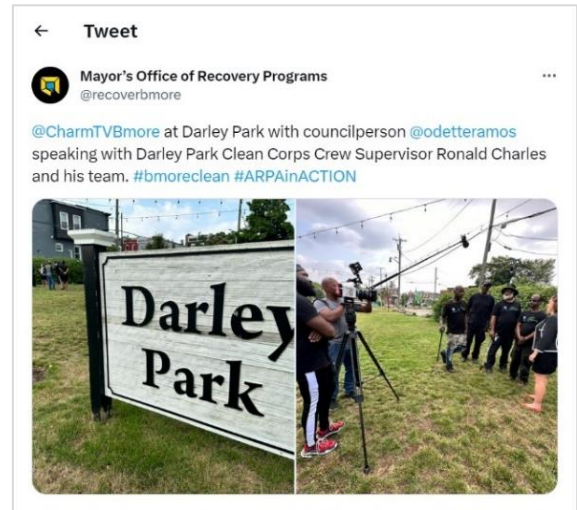 ← Tweet
Mayor's Office of Recovery Programs
@recoverbmore
@CharmTVBmore at Darley Park with councilperson @odetteramos
speaking with Darley Park Clean Corps Crew Supervisor Ronald Charles
and his team. #bmoreclean #ARPAinACTION
Darley
Park